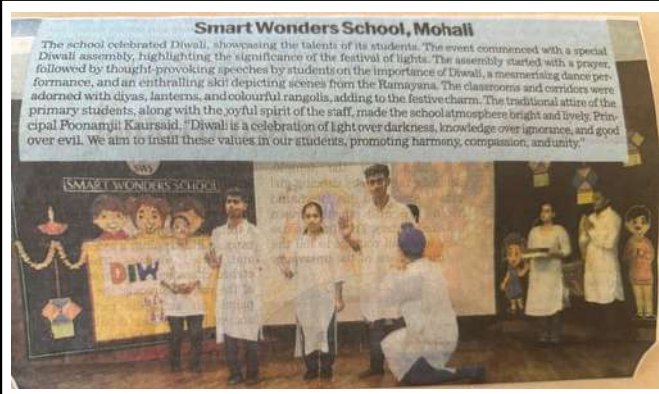 Smart Wonders School, Mohali
The school celebrated Diwali, showcasing the talents of its students. The event commenced with a special
Diwali assembly, highlighting the significance of the festival of lights. The assembly started with a prayer,
followed by thought-provoking speeches by students on the importance of Diwali, a mesmerising dance per-
formance, and an enthralling skit depicting scenes from the Ramayana. The classrooms and corridors were
adorned with diyas, lanterns, and colourful rangolis, adding to the festive charm. The traditional attire of the
primary students, along with the joyful spirit of the staff, made the school atmosphere bright and lively. Prin-
cipal Poonamjit Kaur said, "Diwali is a celebration of light over darkness, knowledge over ignorance, and good
over evil. We aim to instil these values in our students, promoting harmony, compassion, and unity."
SWS
SMART WONDERS SCHOOL
DIW